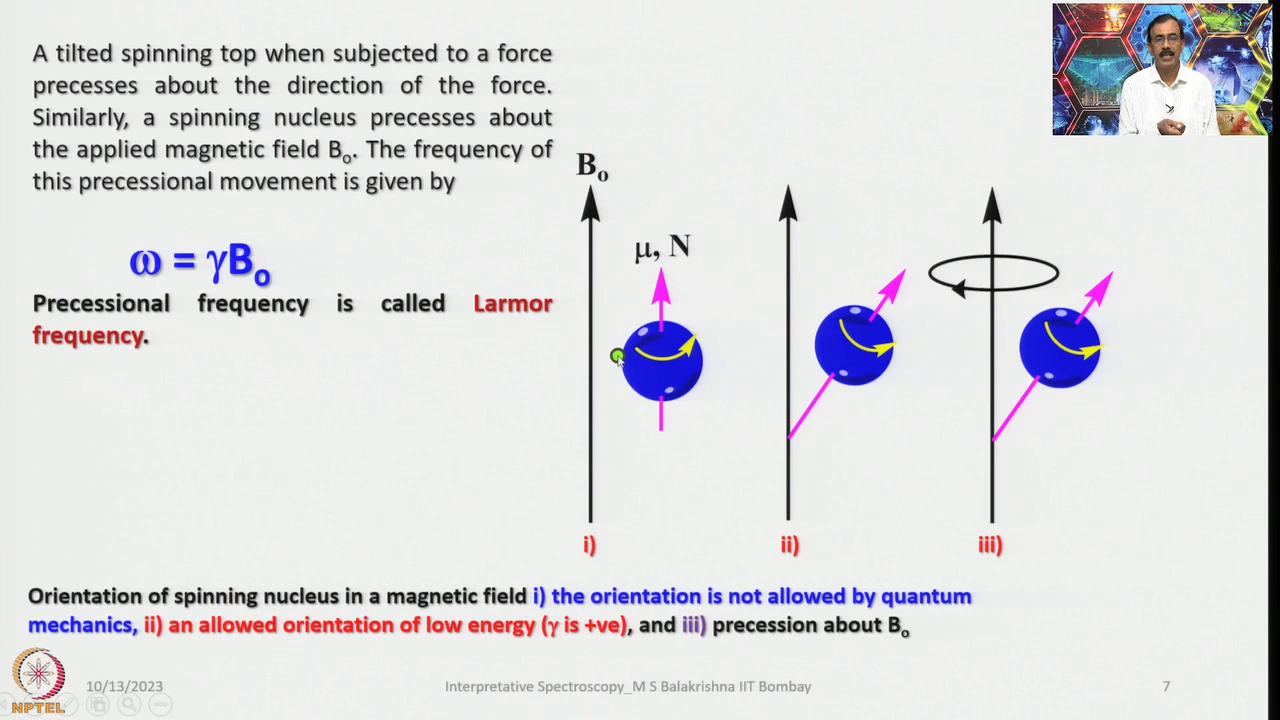 A tilted spinning top when subjected to a force
precesses about the direction of the force.
Similarly, a spinning nucleus precesses about
the applied magnetic field Bₒ. The frequency of
this precessional movement is given by
ω = γBₒ
Precessional frequency is called Larmor
frequency.
Bₒ
μ, N
i)
ii)
iii)
Orientation of spinning nucleus in a magnetic field i) the orientation is not allowed by quantum
mechanics, ii) an allowed orientation of low energy (γ is +ve), and iii) precession about Bₒ
NPTEL
10/13/2023
Interpretative Spectroscopy_M S Balakrishna IIT Bombay
7